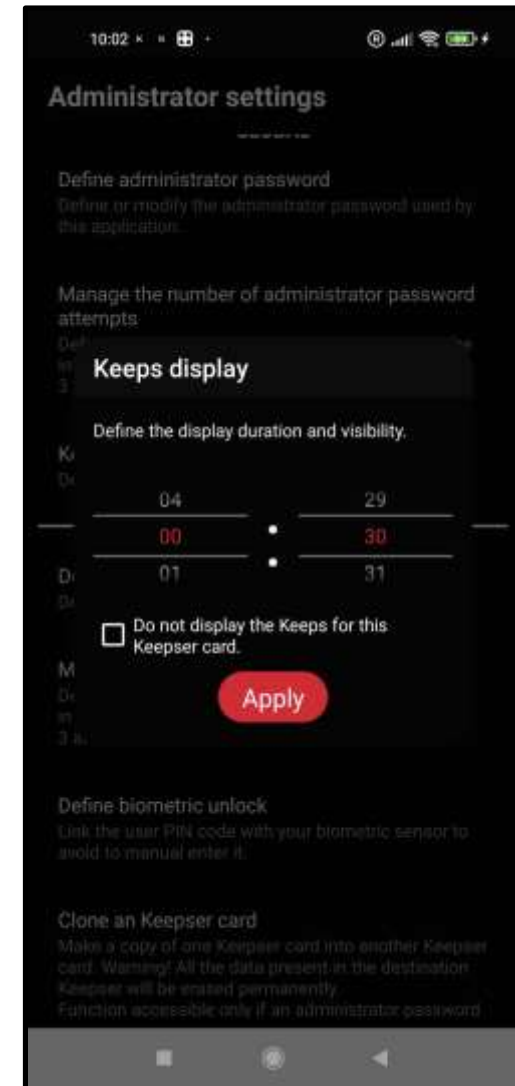 10:02
Administrator settings
Define administrator password
Define or modify the administrator password used by
this application.
Manage the number of administrator password
attempts
3
Keeps display
Define the display duration and visibility.
04 29
00 : 30
01 31
Do not display the Keeps for this
Keepser card.
Apply
Define biometric unlock
Link the user PIN code with your biometric sensor to
avoid to manual enter it.
Clone an Keepser card
Make a copy of one Keepser card into another Keepser
card. Warning! All the data present in the destination
Keepser will be erased permanently.
Function accessible only if an administrator password